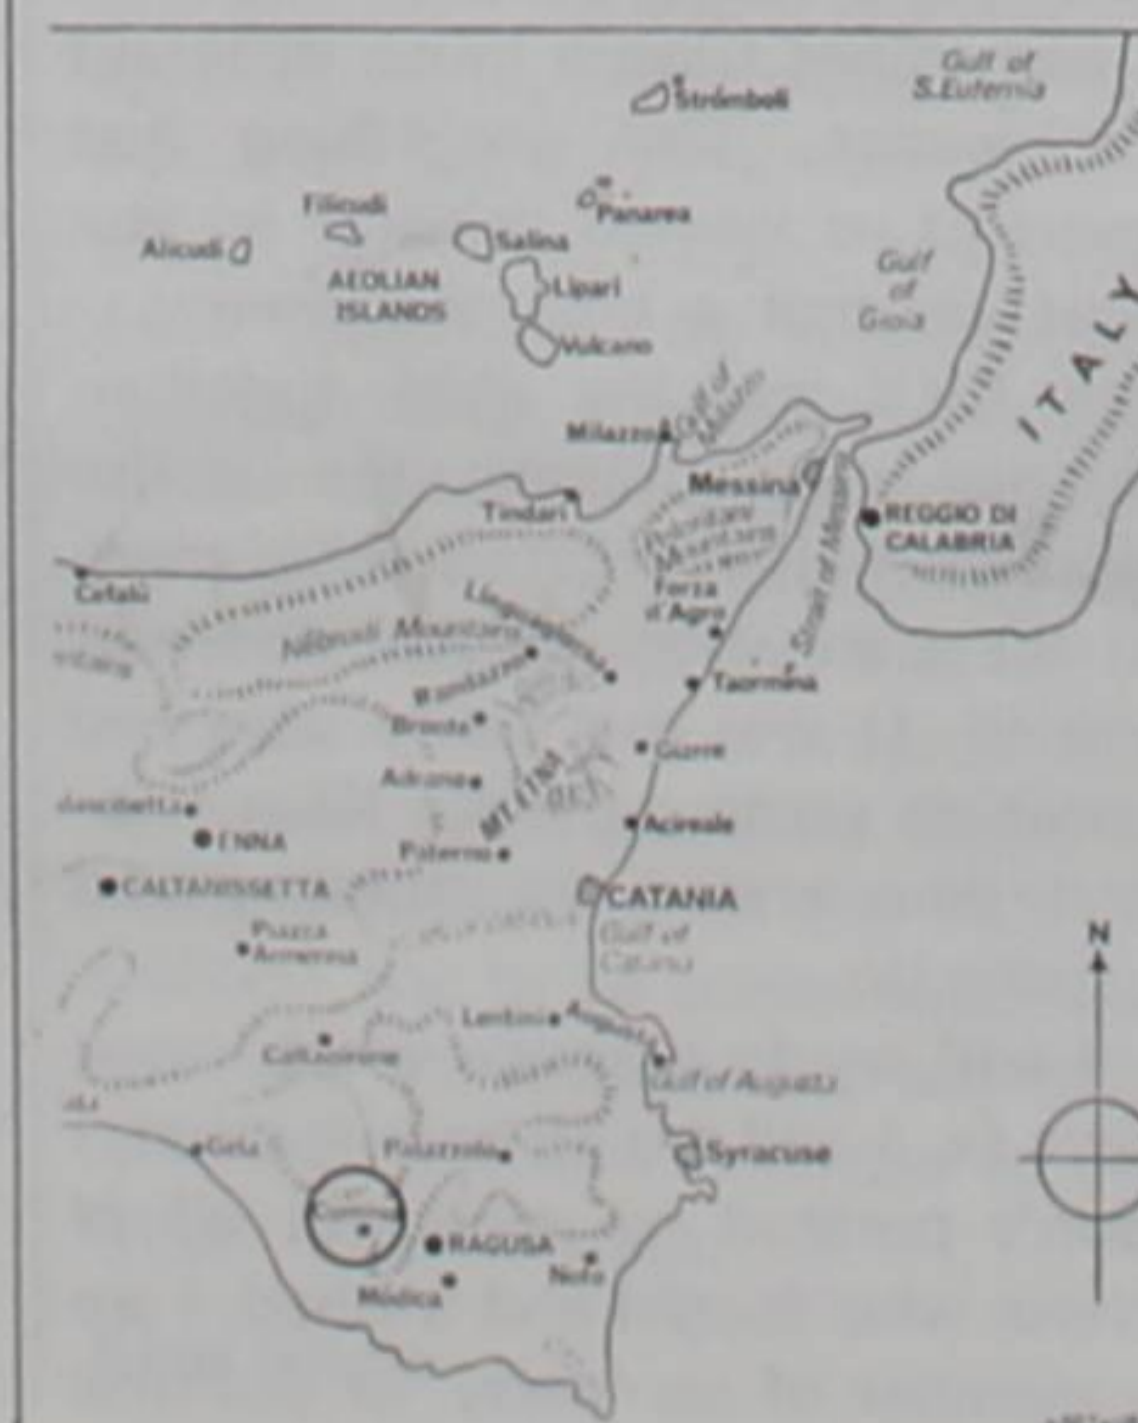 Gulf of
S.Eufemia
Strómboli
Panarea
Filicudi
Alicudi
Salina
AEOLIAN
ISLANDS
Lipari
Vulcano
Gulf
of
Gioia
ITALY
Gulf of
Milazzo
Milazzo
Messina
Tindari
REGGIO DI
CALABRIA
Peloritani
Mountains
Strait of Messina
Cefalù
Forza
d'Agro
Linguaglossa
Nébrodi Mountains
Randazzo
Taormina
Bronte
Giarre
Adrano
MT. ETNA
Acireale
ENNA
Paterno
CALTANISSETTA
CATANIA
Piazza
Armerina
Gulf of
Catania
N
Lentini
Augusta
Caltagirone
Gulf of Augusta
Gela
Palazzolo
Syracuse
RAGUSA
Noto
Módica